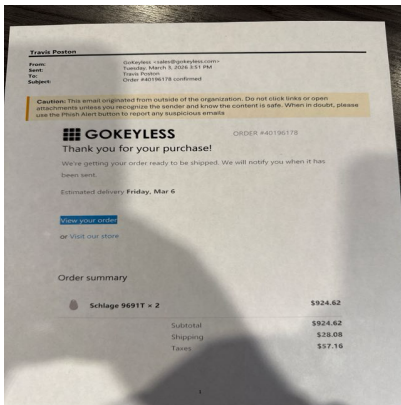 Travis Poston
From: GoKeyless <sales@gokeyless.com>
Sent: Tuesday, March 3, 2026 3:51 PM
To: Travis Poston
Subject: Order #40196178 confirmed
Caution: This email originated from outside of the organization. Do not click links or open
attachments unless you recognize the sender and know the content is safe. When in doubt, please
use the Phish Alert button to report any suspicious emails
GOKEYLESS ORDER #40196178
Thank you for your purchase!
We're getting your order ready to be shipped. We will notify you when it has
been sent.
Estimated delivery Friday, Mar 6
View your order
or Visit our store
Order summary
Schlage 9691T × 2 $924.62
Subtotal $924.62
Shipping $28.08
Taxes $57.16
1